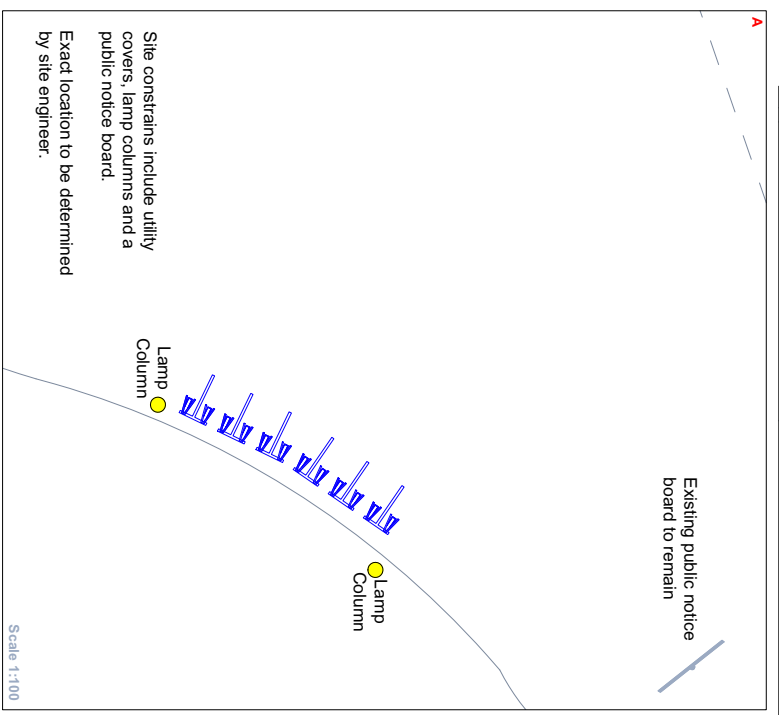 A
Existing public notice
board to remain
Lamp
Column
Lamp
Column
Site constrains include utility
covers, lamp columns and a
public notice board.
Exact location to be determined
by site engineer.
Scale 1:100